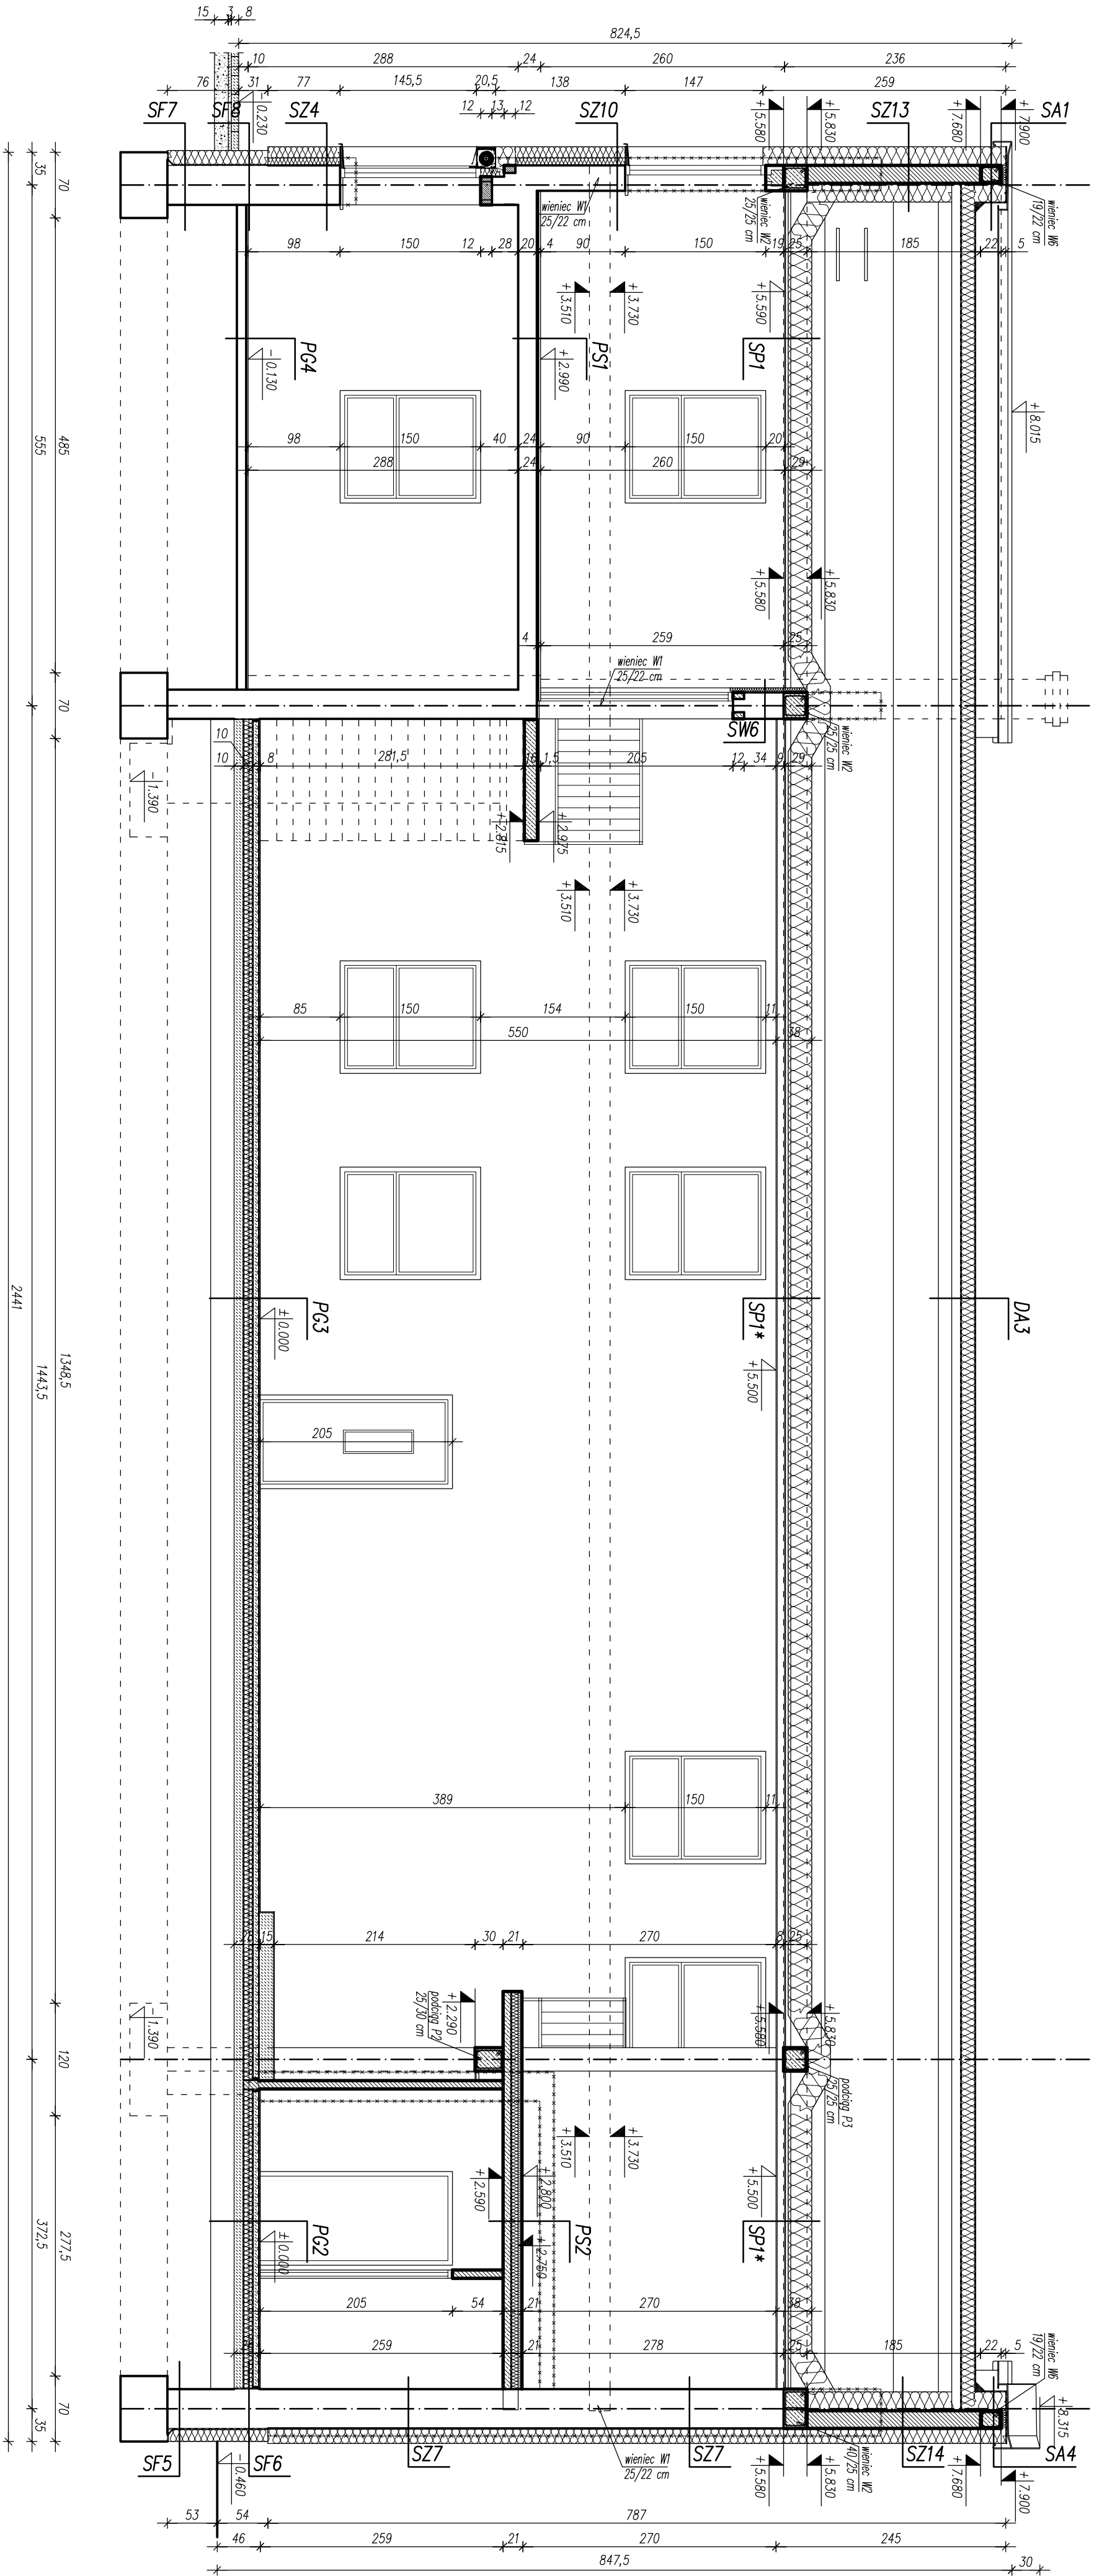 15 3 8
824,5
10 288 24 260 236
76 31 77 145,5 20,5 138 147 259
12 13 12
SF7 SF8 SZ4 SZ10 SZ13 SA1
- 0.230
+ 5.580
+ 5.830
+ 7.680
+ 7.900
wieniec W6
19/22 cm
wieniec W1
25/22 cm
wieniec W2
25/25 cm
98 150 12 28 20 4 90 150 19 25 185 22 5
+ 3.510
+ 3.730
+ 5.590
PG4 PS1 SP1
- 0.130
+ 2.990
+ 8.015
98 150 40 24 90 150 20
288 24 260 29
+ 5.580
+ 5.830
4 259 25
wieniec W1
25/22 cm
SW6
wieniec W2
25/25 cm
10
10 8 281,5 16 1,5 205 12 34 9 29
- 1.390
+ 2.815
+ 2.975
+ 3.510
+ 3.730
85 150 154 150 11
550 38
PG3 SP1* DA3
± 0.000
+ 5.500
205
389 150 11
28 15 214 30 21 270 8 25
+ 2.290
podciąg P2
25/30 cm
- 1.390
+ 5.580
+ 5.830
podciąg P3
25/25 cm
+ 3.510
+ 3.730
+ 2.590
+ 2.800
+ 5.500
PG2 PS2 SP1*
± 0.000
+ 2.750
205 54 21 270 38
28 259 21 278 25 185 22 5
wieniec W6
19/22 cm
+ 8.315
SF5 SF6 SZ7 SZ7 SZ14 SA4
- 0.460
wieniec W1
25/22 cm
wieniec W2
40/25 cm
+ 5.580
+ 5.830
+ 7.680
+ 7.900
53 54 787
46 259 21 270 245
847,5 30
70 485 70 1348,5 120 277,5 70
35 555 1443,5 372,5 35
2441